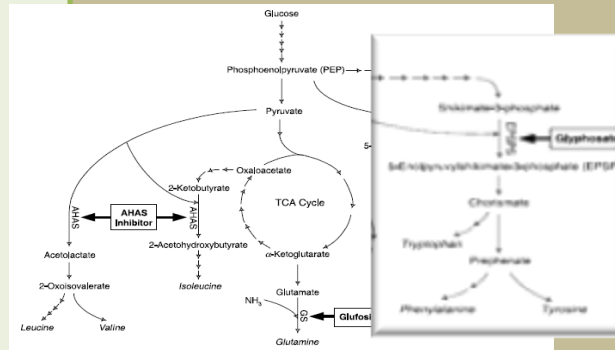 Glucose
Phosphoenolpyruvate (PEP)
Pyruvate
Oxaloacetate
2-Ketobutyrate
TCA Cycle
AHAS
AHAS Inhibitor
AHAS
2-Acetohydroxybutyrate
Acetolactate
α-Ketoglutarate
2-Oxoisovalerate
Isoleucine
Glutamate
NH3
GS
Glufosi
Leucine
Valine
Glutamine
5-
Shikimate-3-phosphate
EPSPS
Glyphosate
5-Enolpyruvylshikimate-3-phosphate (EPSP
Chorismate
Tryptophan
Prephenate
Phenylalanine
Tyrosine